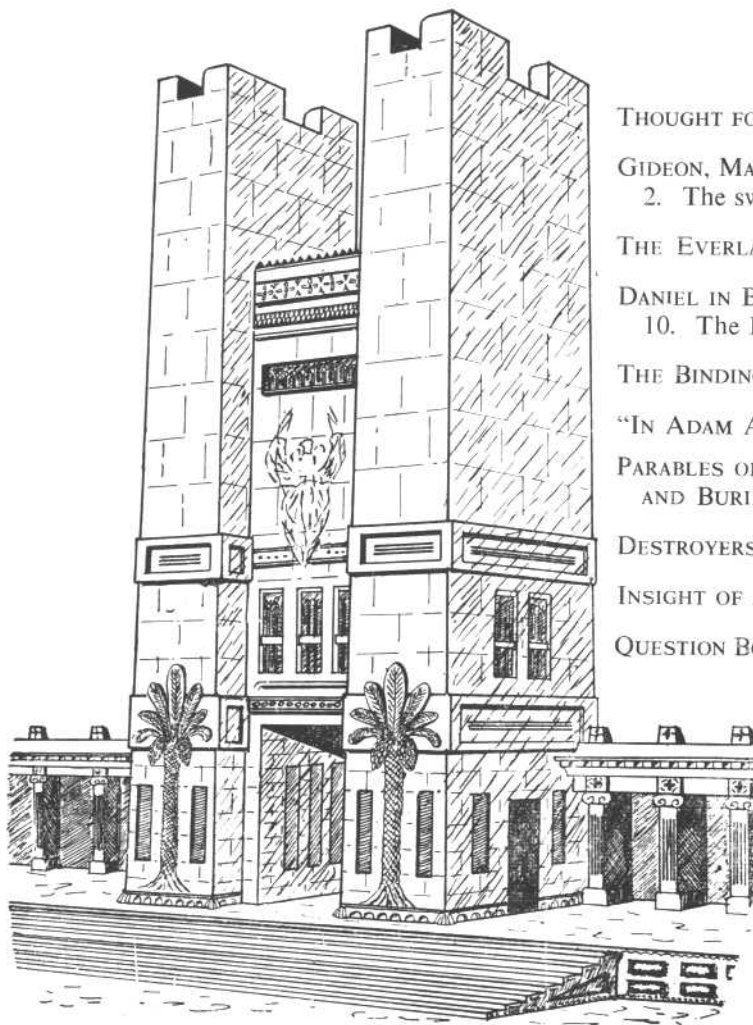 THOUGHT FO
GIDEON, MA
2. The sw
THE EVERLA
DANIEL IN B
10. The
THE BINDING
"IN ADAM A
PARABLES OF
AND BURI
DESTROYERS
INSIGHT OF
QUESTION BO